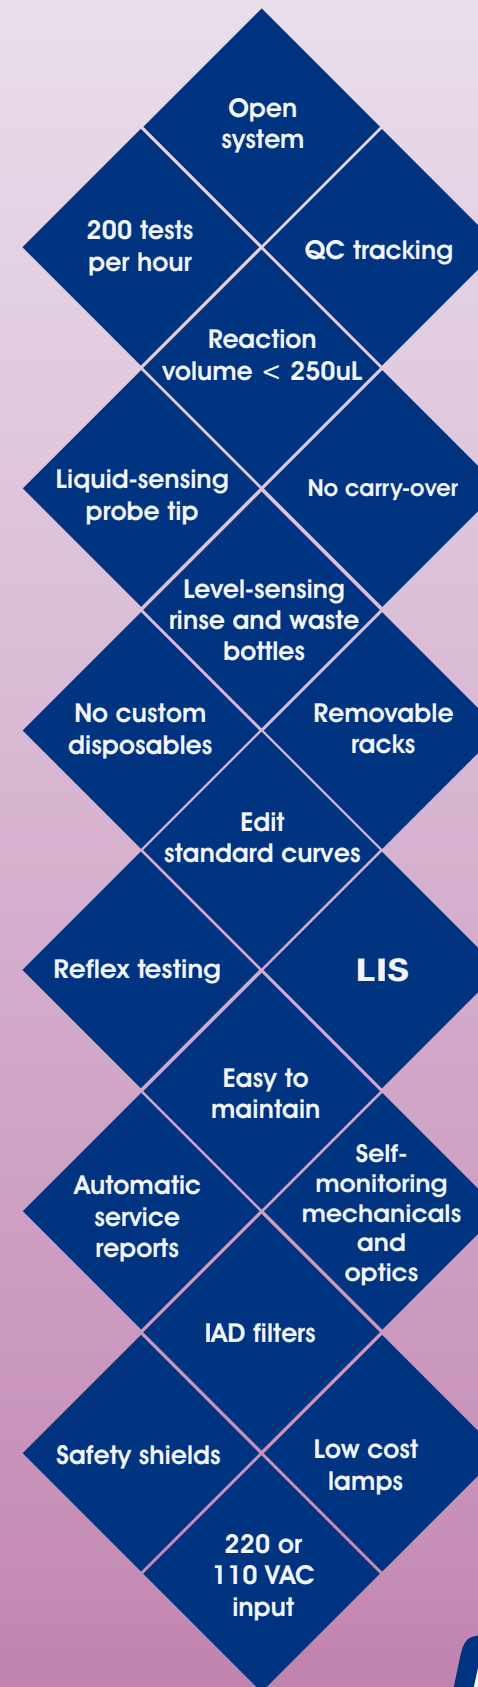 Open
system
200 tests
per hour
QC tracking
Reaction
volume < 250uL
Liquid-sensing
probe tip
No carry-over
Level-sensing
rinse and waste
bottles
No custom
disposables
Removable
racks
Edit
standard curves
Reflex testing
LIS
Easy to
maintain
Automatic
service
reports
Self-
monitoring
mechanicals
and
optics
IAD filters
Safety shields
Low cost
lamps
220 or
110 VAC
input